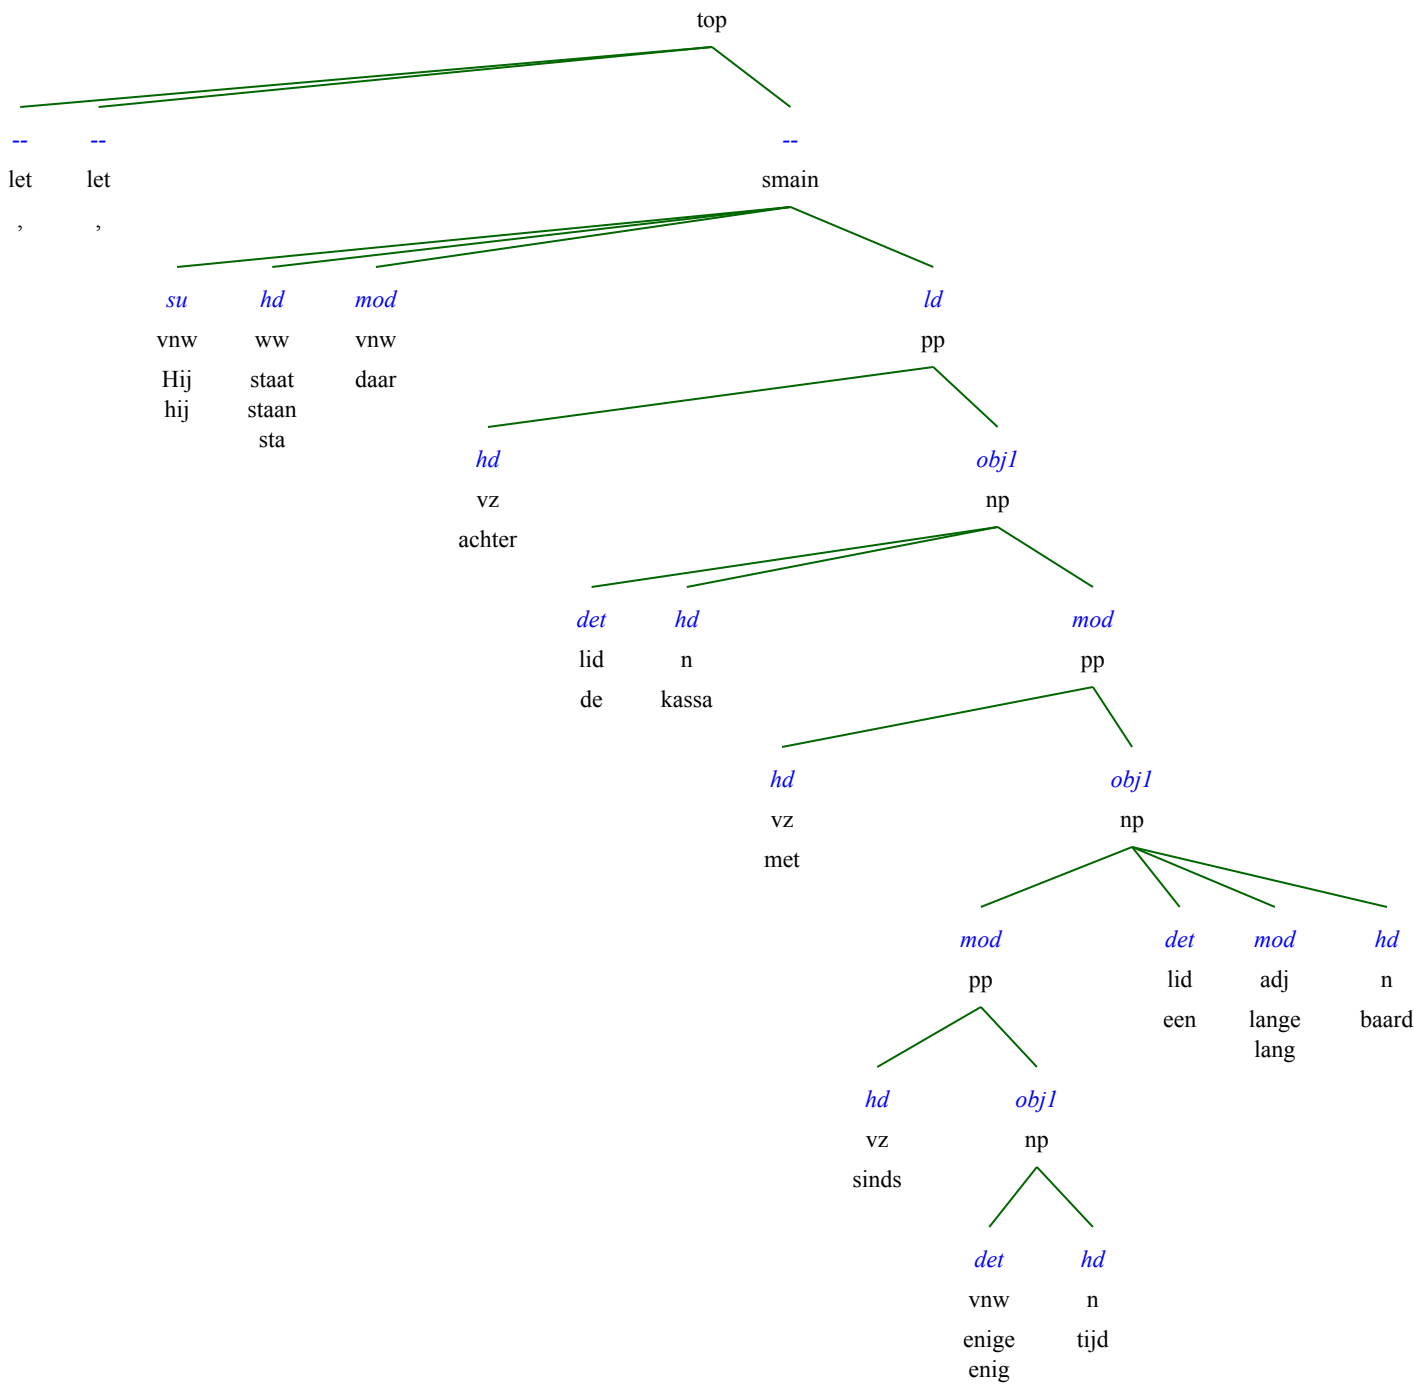 top
-- -- --
let let smain
, ,
su hd mod ld
vnw ww vnw pp
Hij staat daar
hij staan
sta
hd obj1
vz np
achter
det hd mod
lid n pp
de kassa
hd obj1
vz np
met
mod det mod hd
pp lid adj n
een lange baard
lang
hd obj1
vz np
sinds
det hd
vnw n
enige tijd
enig